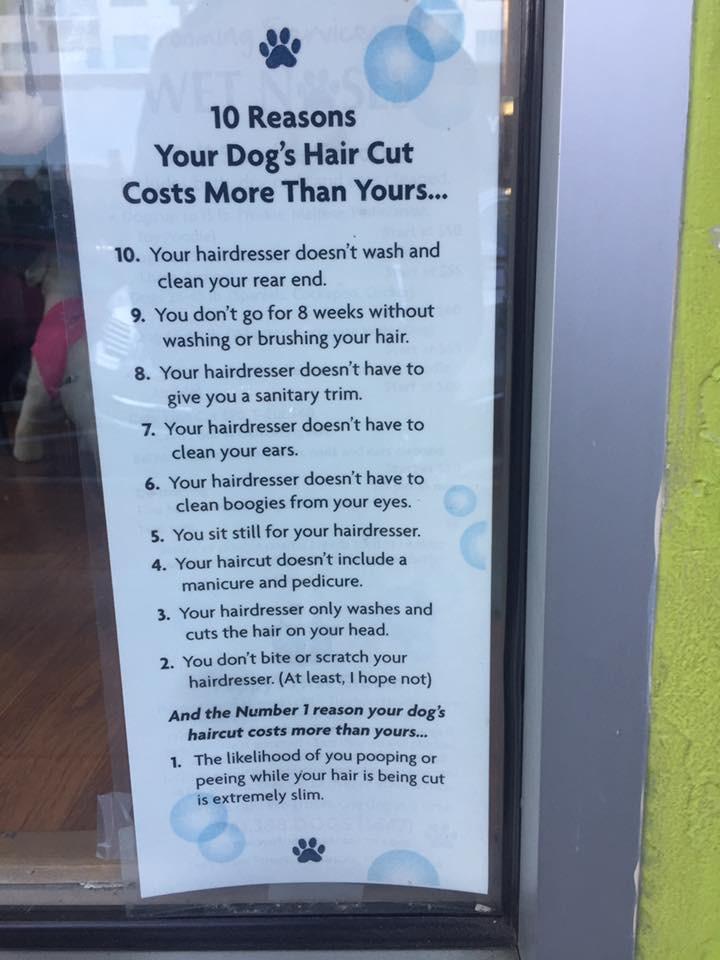 10 Reasons
Your Dog's Hair Cut
Costs More Than Yours...
10. Your hairdresser doesn't wash and
clean your rear end.
9. You don't go for 8 weeks without
washing or brushing your hair.
8. Your hairdresser doesn't have to
give you a sanitary trim.
7. Your hairdresser doesn't have to
clean your ears.
6. Your hairdresser doesn't have to
clean boogies from your eyes.
5. You sit still for your hairdresser.
4. Your haircut doesn't include a
manicure and pedicure.
3. Your hairdresser only washes and
cuts the hair on your head.
2. You don't bite or scratch your
hairdresser. (At least, I hope not)
And the Number 1 reason your dog's
haircut costs more than yours...
1. The likelihood of you pooping or
peeing while your hair is being cut
is extremely slim.